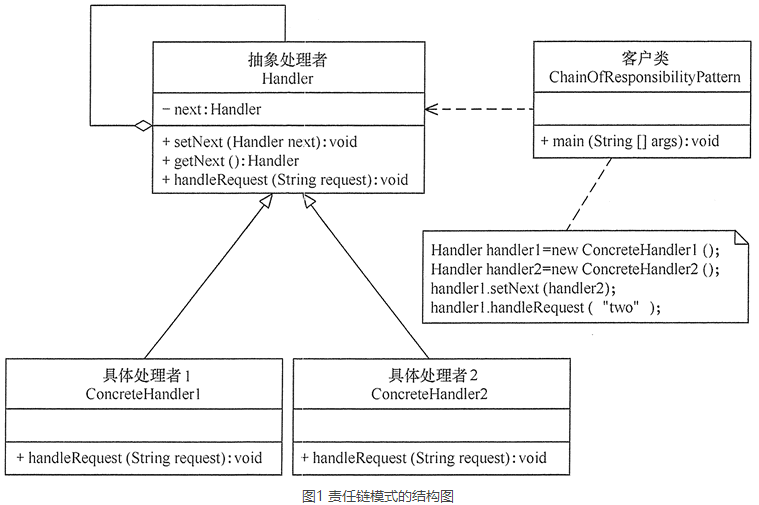 抽象处理者
Handler
- next:Handler
+ setNext (Handler next):void
+ getNext ():Handler
+ handleRequest (String request):void
客户类
ChainOfResponsibilityPattern
+ main (String [] args):void
Handler handler1=new ConcreteHandler1 ();
Handler handler2=new ConcreteHandler2 ();
handler1.setNext (handler2);
handler1.handleRequest ( "two" );
具体处理者1
ConcreteHandler1
+ handleRequest (String request):void
具体处理者2
ConcreteHandler2
+ handleRequest (String request):void
图1 责任链模式的结构图